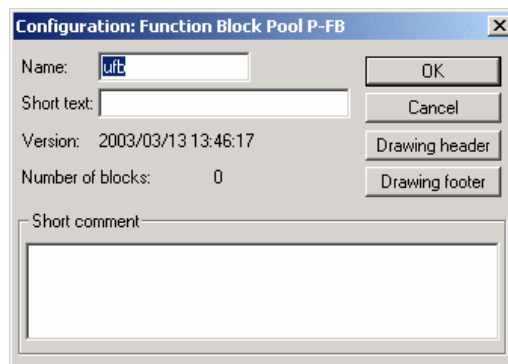 Configuration: Function Block Pool P-FB
Name: ufb
OK
Short text:
Cancel
Version: 2003/03/13 13:46:17
Drawing header
Number of blocks: 0
Drawing footer
Short comment